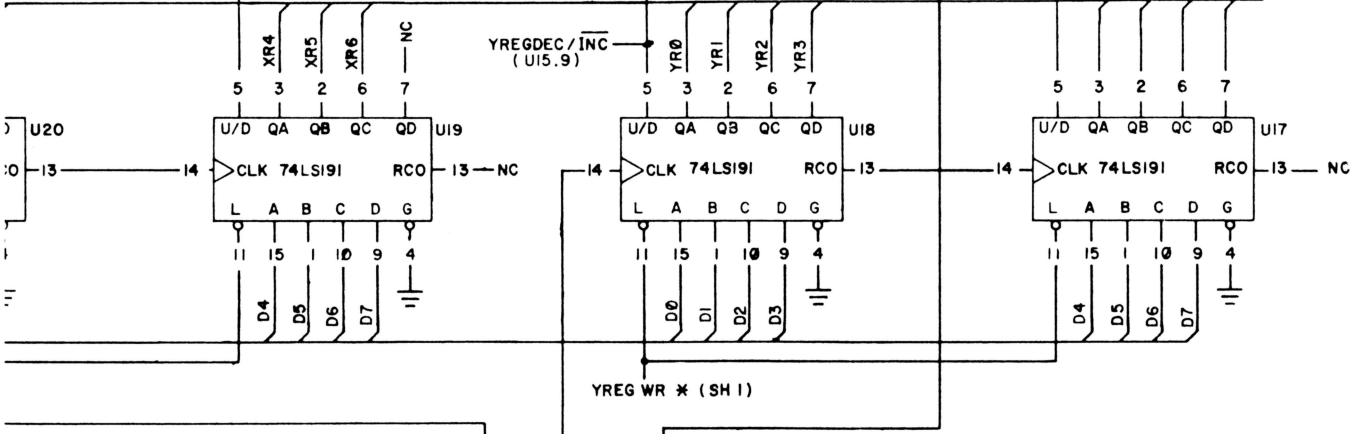 XR4 XR5 XR6 NC YREGDEC/INC YR0 YR1 YR2 YR3
(U15.9)
5 3 2 6 7 5 3 2 6 7 5 3 2 6 7
U20 U/D QA QB QC QD U19 U/D QA QB QC QD U18 U/D QA QB QC QD U17
13 14 CLK 74LS191 RCO 13 NC 14 CLK 74LS191 RCO 13 14 CLK 74LS191 RCO 13 NC
L A B C D G L A B C D G L A B C D G
11 15 1 10 9 4 11 15 1 10 9 4 11 15 1 10 9 4
D4 D5 D6 D7 D0 D1 D2 D3 D4 D5 D6 D7
YREG WR * (SH 1)